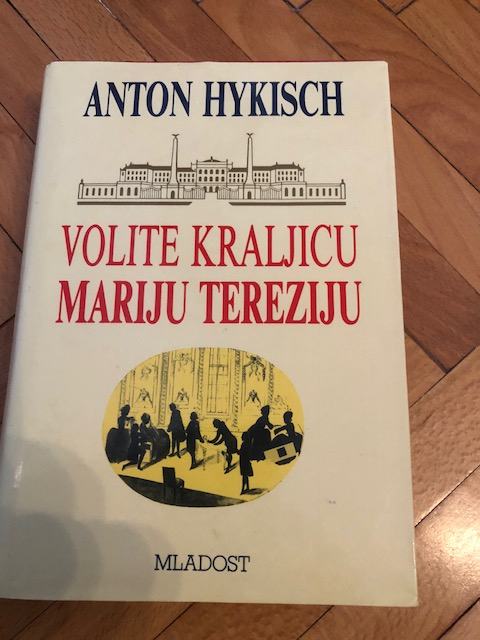 ANTON HYKISCH
VOLITE KRALJICU
MARIJU TEREZIJU
MLADOST